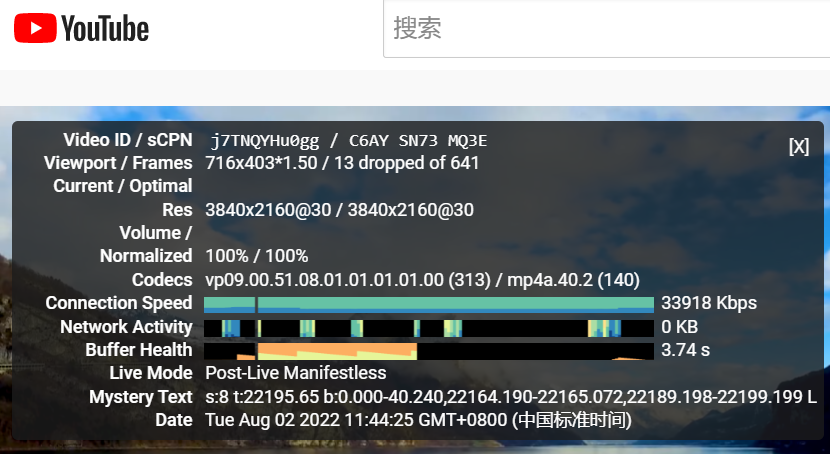 YouTube
搜索
Video ID / sCPN j7TNQYHu0gg / C6AY SN73 MQ3E
[X]
Viewport / Frames 716x403*1.50 / 13 dropped of 641
Current / Optimal
Res 3840x2160@30 / 3840x2160@30
Volume /
Normalized 100% / 100%
Codecs vp09.00.51.08.01.01.01.01.00 (313) / mp4a.40.2 (140)
Connection Speed 33918 Kbps
Network Activity 0 KB
Buffer Health 3.74 s
Live Mode Post-Live Manifestless
Mystery Text s:8 t:22195.65 b:0.000-40.240,22164.190-22165.072,22189.198-22199.199 L
Date Tue Aug 02 2022 11:44:25 GMT+0800 (中国标准时间)